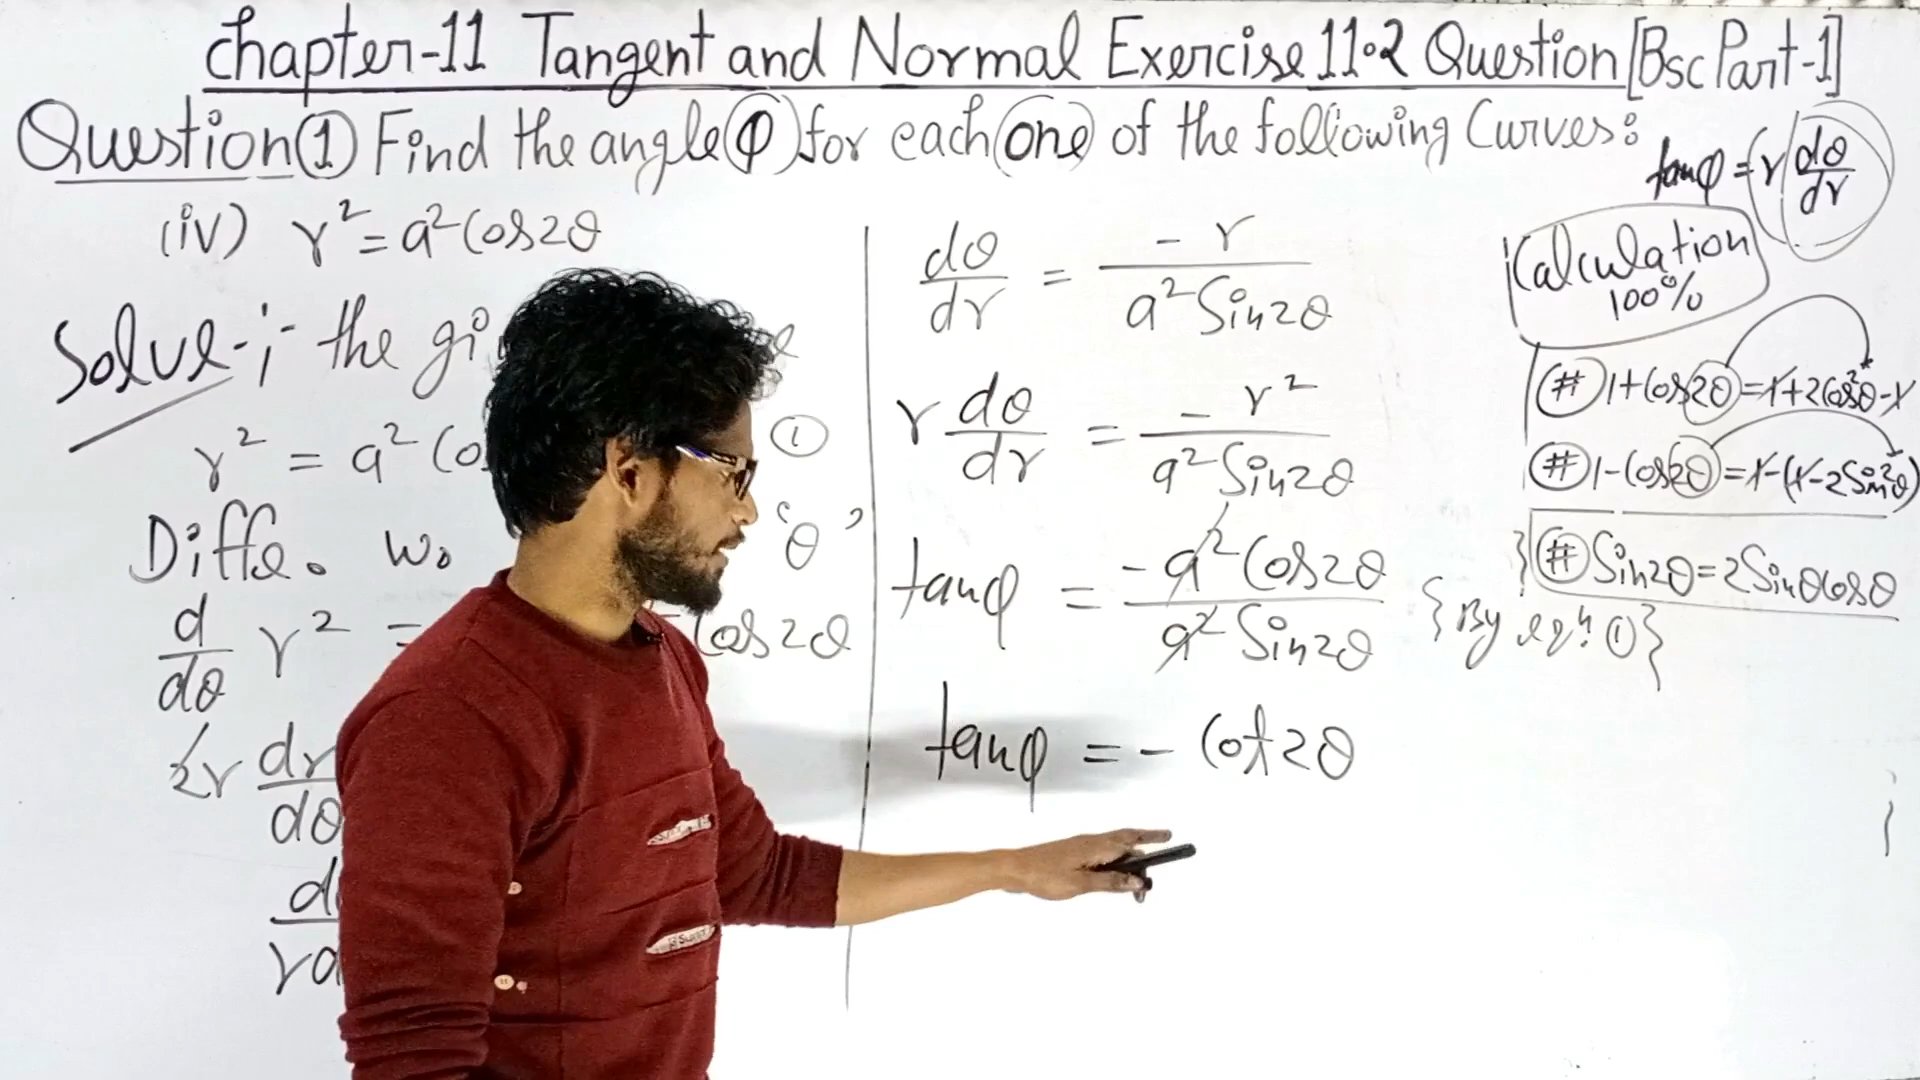 Chapter-11 Tangent and Normal Exercise 11.2 Question [Bsc Part-1]
Question ① Find the angle φ for each one of the following Curves:
tanφ = r dθ/dr
(iv) r² = a² Cos2θ
Solve-;- the gi
r² = a² Co ①
Diffe. w. 'θ'
d/dθ r² = Cos2θ
2r dr/dθ
dθ/dr = -r / a² Sin2θ
r dθ/dr = -r² / a² Sin2θ
tanφ = -a² Cos2θ / a² Sin2θ { By eqn. ① }
tanφ = - Cot2θ
Calculation
100%
# 1+Cos2θ = 1+2Cos²θ-1
# 1-Cos2θ = 1-(1-2Sin²θ)
# Sin2θ = 2SinθCosθ